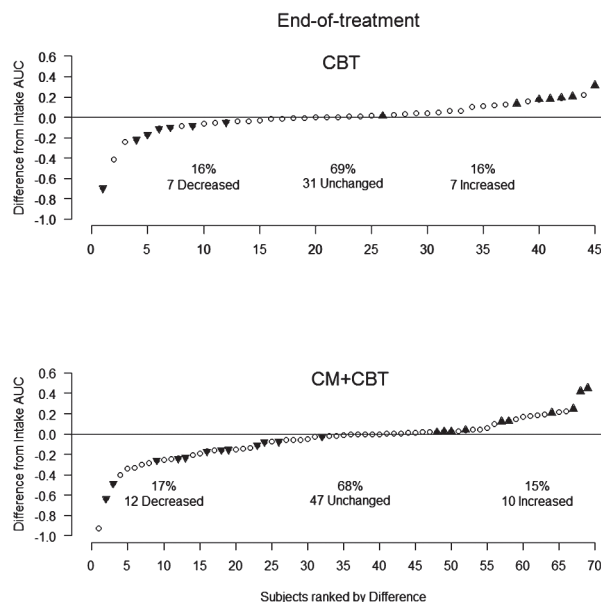 End-of-treatment
CBT
Difference from Intake AUC
0.6
0.4
0.2
0.0
-0.2
-0.4
-0.6
-0.8
-1.0
16%
7 Decreased
69%
31 Unchanged
16%
7 Increased
0 5 10 15 20 25 30 35 40 45
CM+CBT
Difference from Intake AUC
0.6
0.4
0.2
0.0
-0.2
-0.4
-0.6
-0.8
-1.0
17%
12 Decreased
68%
47 Unchanged
15%
10 Increased
0 5 10 15 20 25 30 35 40 45 50 55 60 65 70
Subjects ranked by Difference